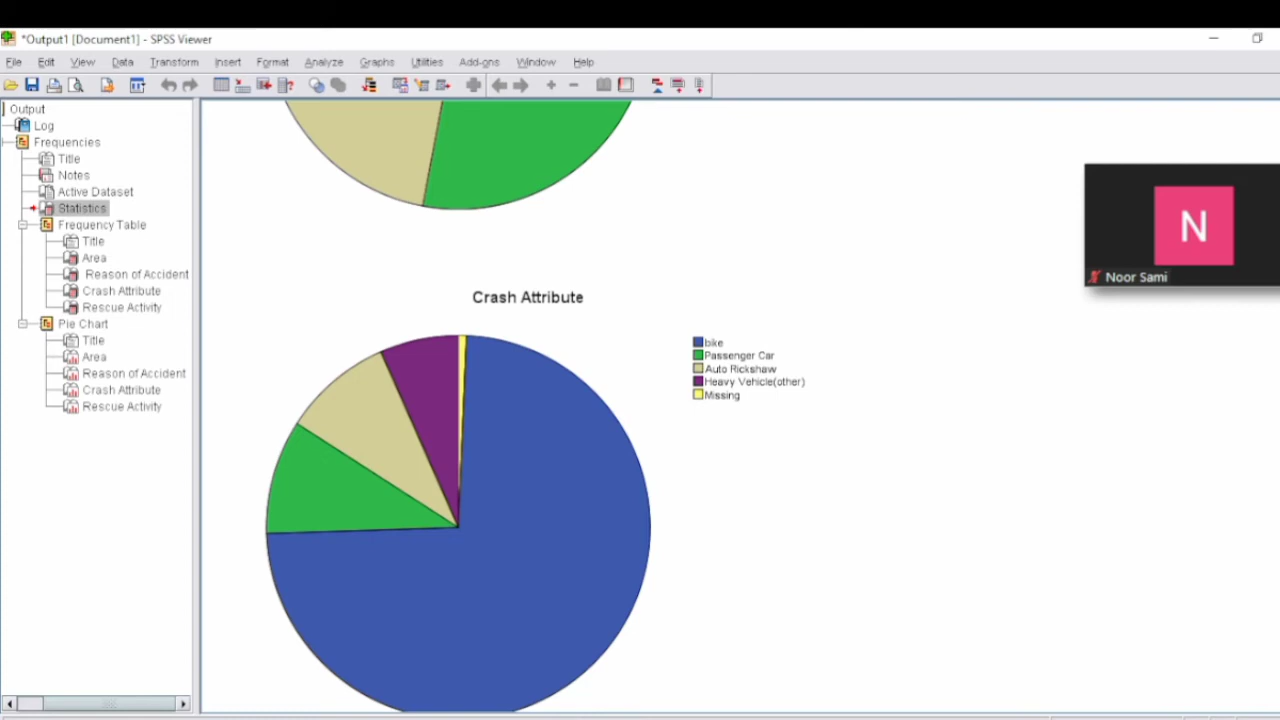 *Output1 [Document1] - SPSS Viewer
File Edit View Data Transform Insert Format Analyze Graphs Utilities Add-ons Window Help
Output
Log
Frequencies
Title
Notes
Active Dataset
Statistics
Frequency Table
Title
Area
Reason of Accident
Crash Attribute
Rescue Activity
Pie Chart
Title
Area
Reason of Accident
Crash Attribute
Rescue Activity
Crash Attribute
bike
Passenger Car
Auto Rickshaw
Heavy Vehicle(other)
Missing
N
Noor Sami